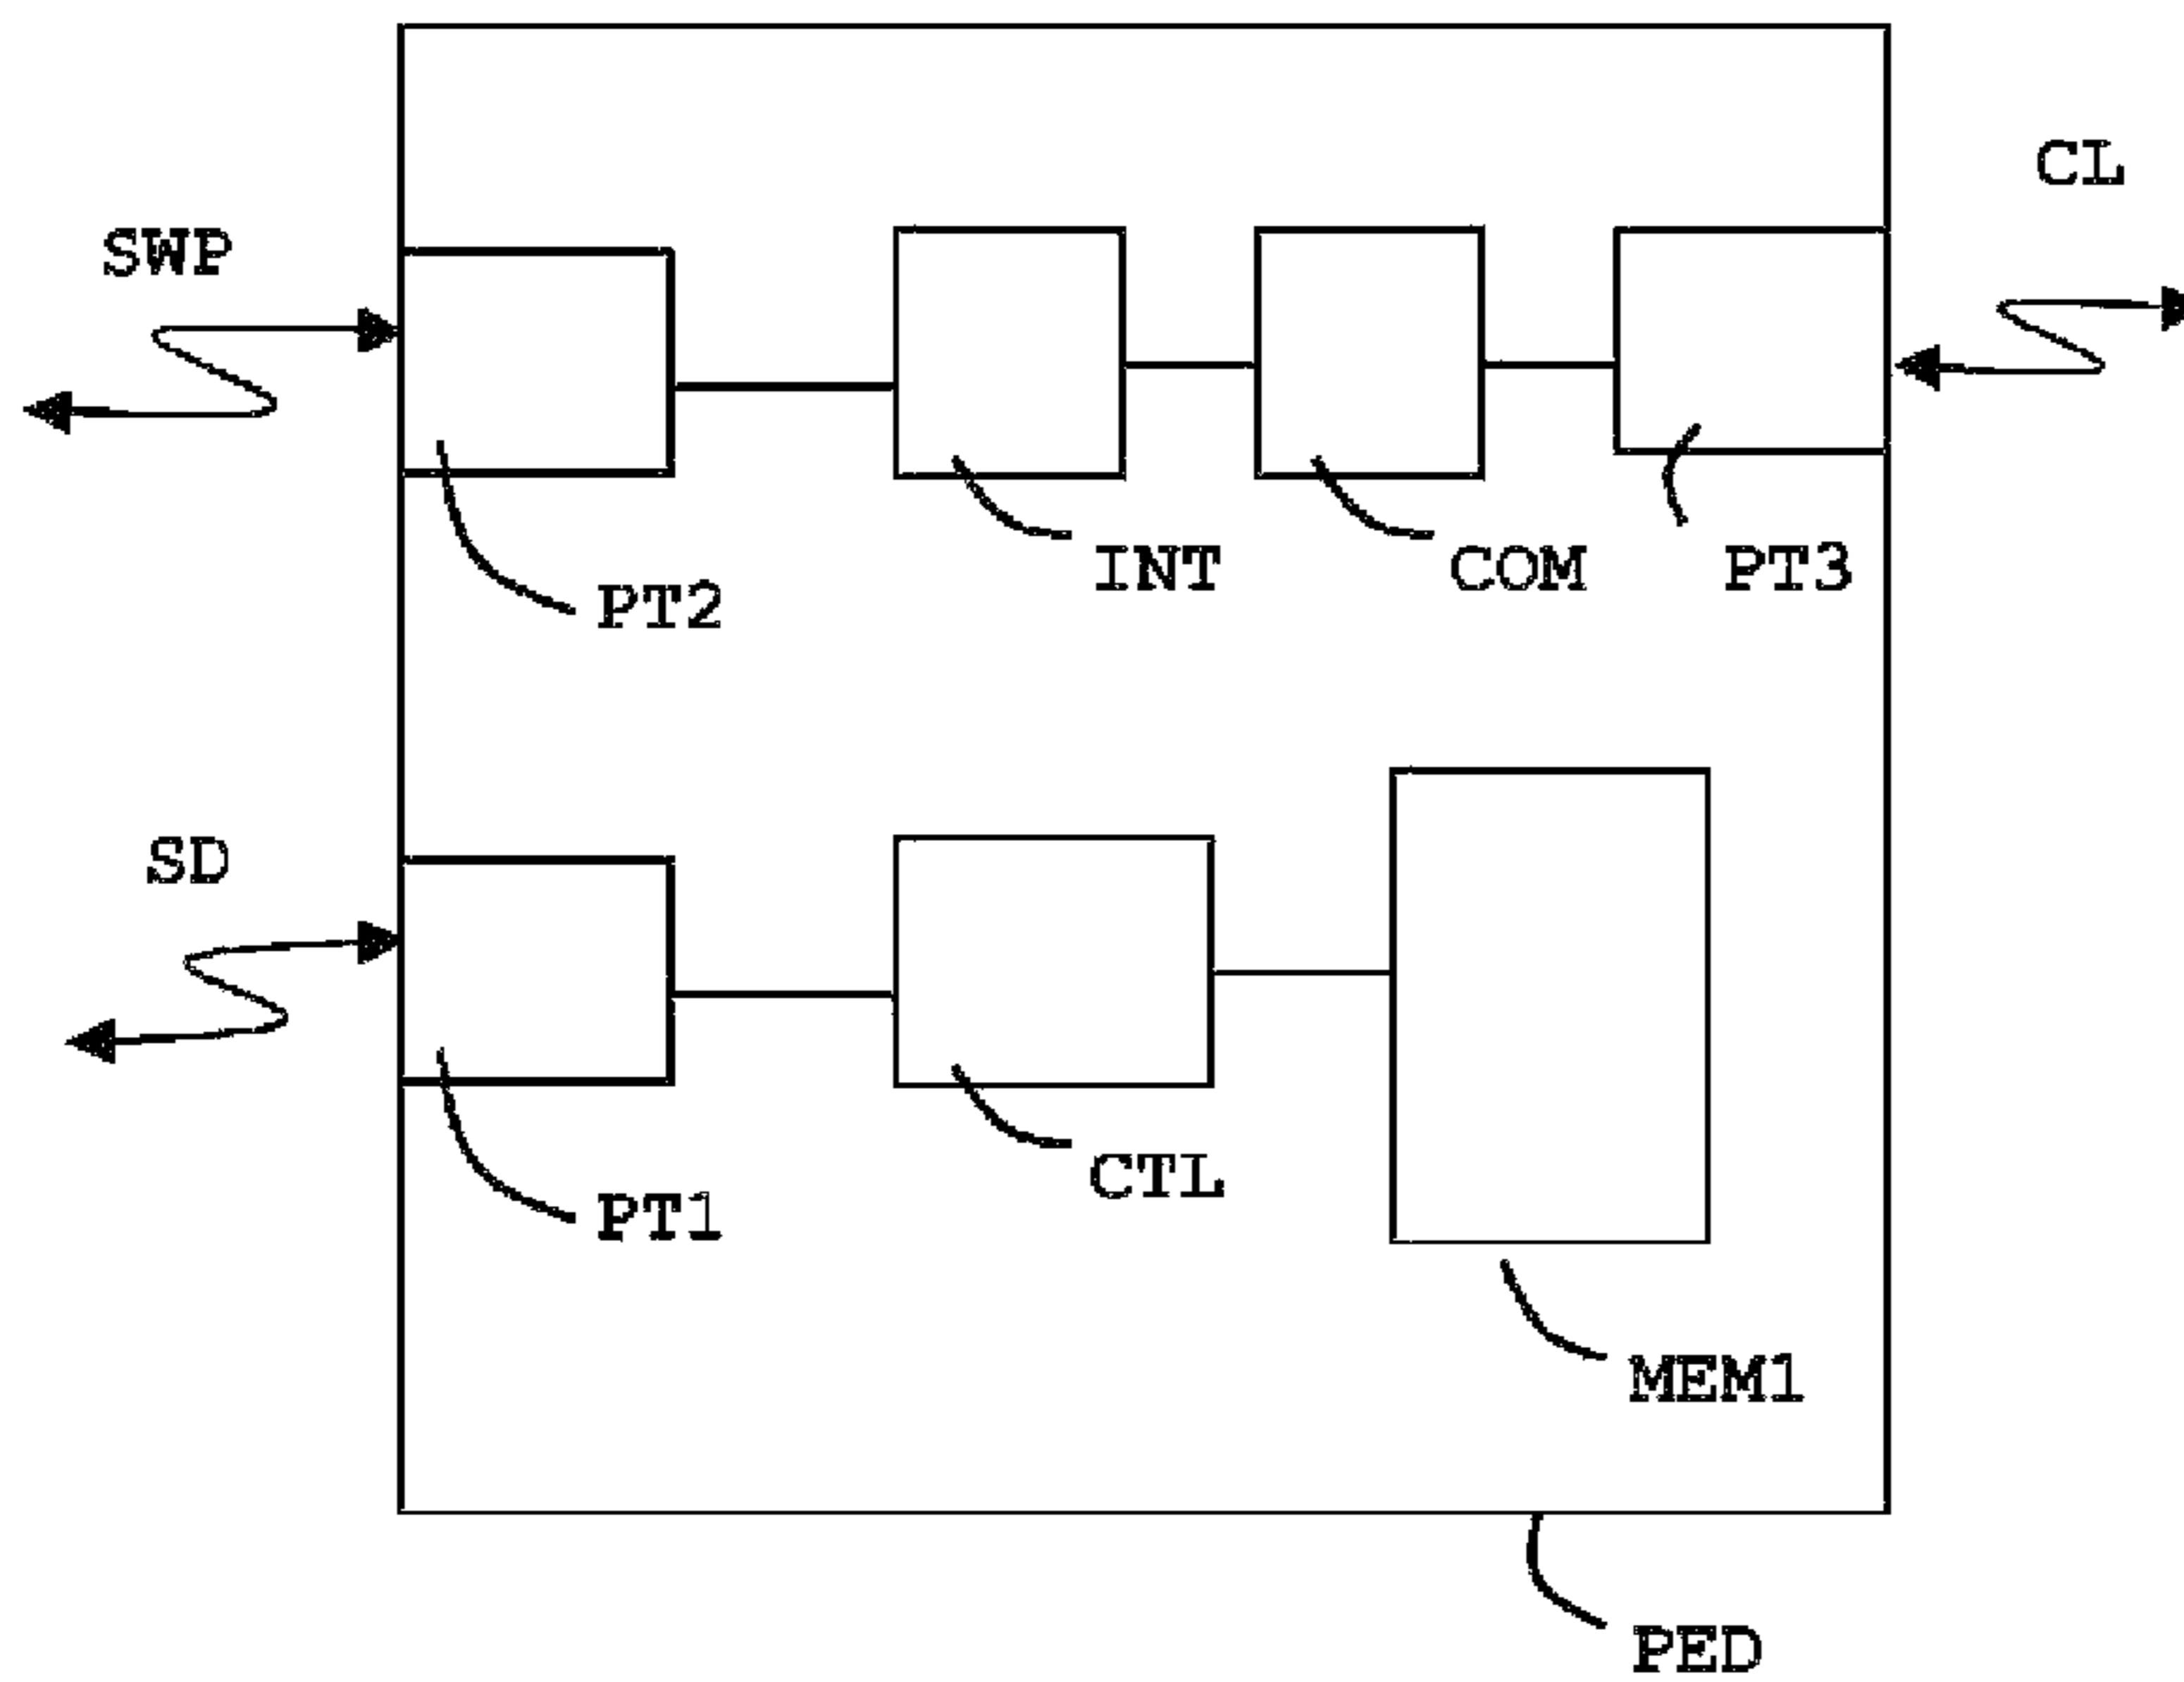 CL
SWP
INT
COM
PT3
PT2
SD
CTL
PT1
MEM1
PED